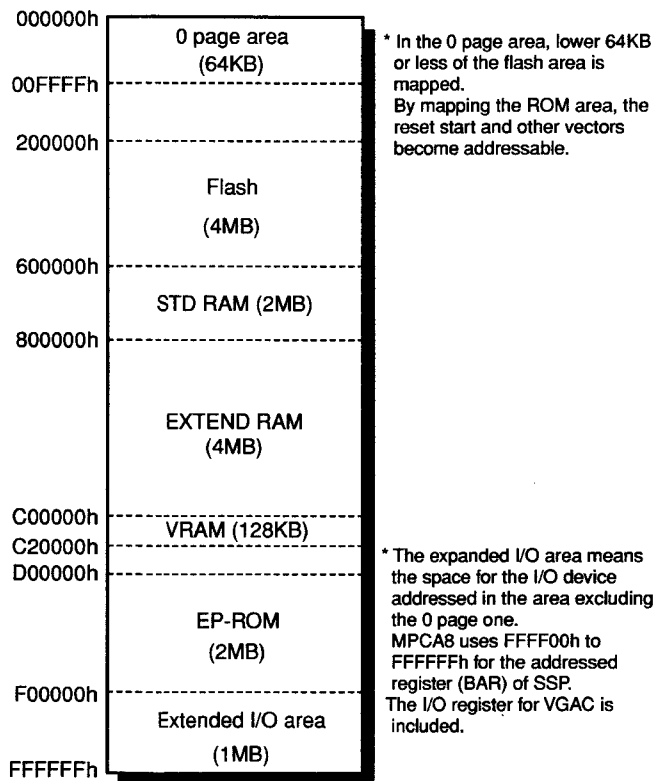 000000h
0 page area
(64KB)
00FFFFh
200000h
Flash
(4MB)
600000h
STD RAM (2MB)
800000h
EXTEND RAM
(4MB)
C00000h
VRAM (128KB)
C20000h
D00000h
EP-ROM
(2MB)
F00000h
Extended I/O area
(1MB)
FFFFFFh
* In the 0 page area, lower 64KB
or less of the flash area is
mapped.
By mapping the ROM area, the
reset start and other vectors
become addressable.
* The expanded I/O area means
the space for the I/O device
addressed in the area excluding
the 0 page one.
MPCA8 uses FFFF00h to
FFFFFFh for the addressed
register (BAR) of SSP.
The I/O register for VGAC is
included.